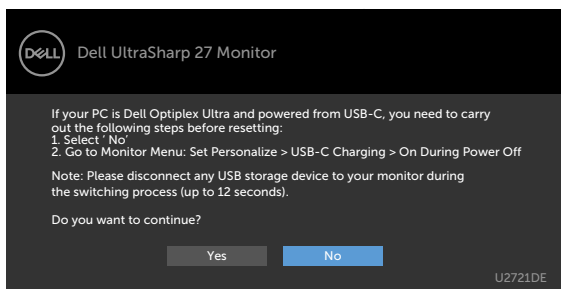 DELL
Dell UltraSharp 27 Monitor
If your PC is Dell Optiplex Ultra and powered from USB-C, you need to carry
out the following steps before resetting:
1. Select ‘ No’
2. Go to Monitor Menu: Set Personalize > USB-C Charging > On During Power Off
Note: Please disconnect any USB storage device to your monitor during
the switching process (up to 12 seconds).
Do you want to continue?
Yes No
U2721DE